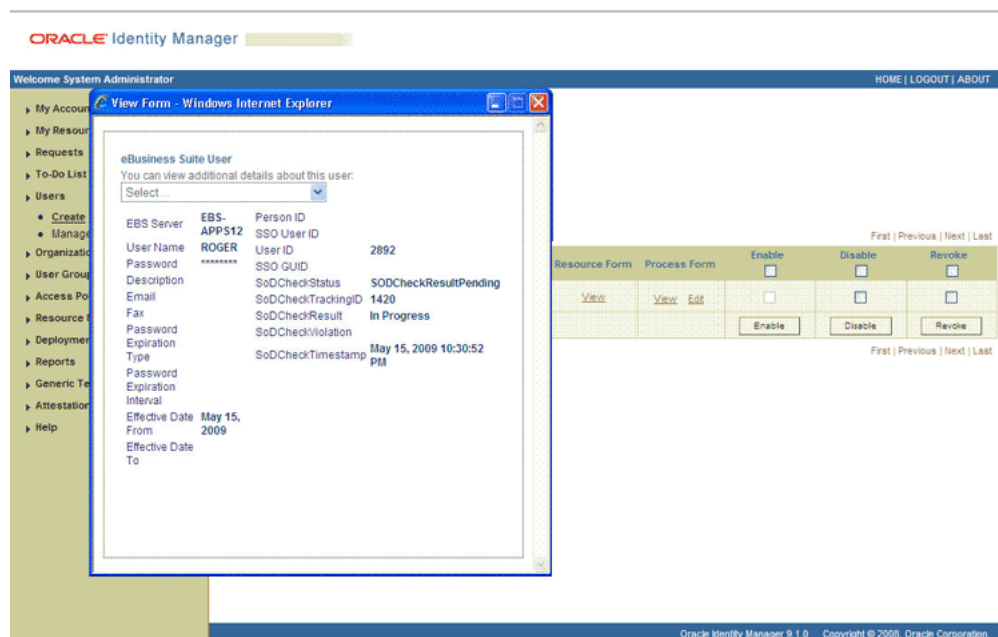 ORACLE Identity Manager
Welcome System Administrator
HOME | LOGOUT | ABOUT
My Accoun
My Resour
Requests
To-Do List
Users
Create
Manage
Organizatio
User Group
Access Po
Resource
Deploymen
Reports
Generic Te
Attestation
Help
View Form - Windows Internet Explorer
eBusiness Suite User
You can view additional details about this user:
Select...
EBS Server EBS-APPS12
User Name ROGER
Password ********
Description
Email
Fax
Password
Expiration
Type
Password
Expiration
Interval
Effective Date From May 15, 2009
Effective Date
To
Person ID
SSO User ID
User ID 2892
SSO GUID
SoDCheckStatus SODCheckResultPending
SoDCheckTrackingID 1420
SoDCheckResult In Progress
SoDCheckViolation
SoDCheckTimestamp May 15, 2009 10:30:52 PM
First | Previous | Next | Last
Resource Form Process Form Enable Disable Revoke
View View Edit
Enable Disable Revoke
First | Previous | Next | Last
Oracle Identity Manager 9.1.0 Copyright © 2008, Oracle Corporation.